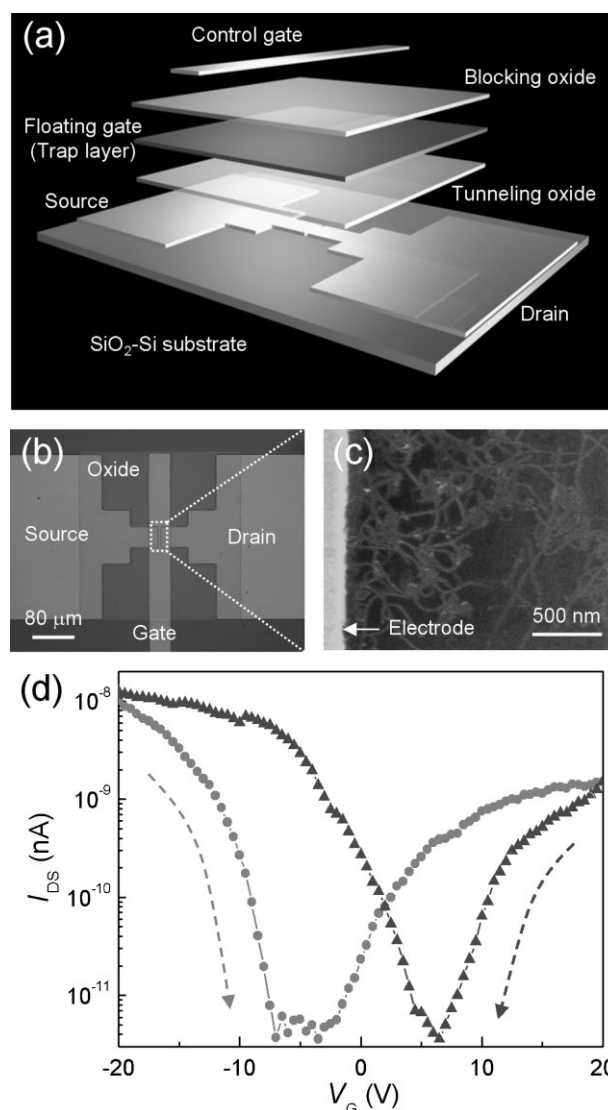 (a)
Control gate
Blocking oxide
Floating gate
(Trap layer)
Source
Tunneling oxide
Drain
SiO₂-Si substrate
(b)
Oxide
Source
Drain
80 μm
Gate
(c)
Electrode
500 nm
(d)
10⁻⁸
10⁻⁹
10⁻¹⁰
10⁻¹¹
I_DS (nA)
-20
-10
0
10
20
V_G (V)